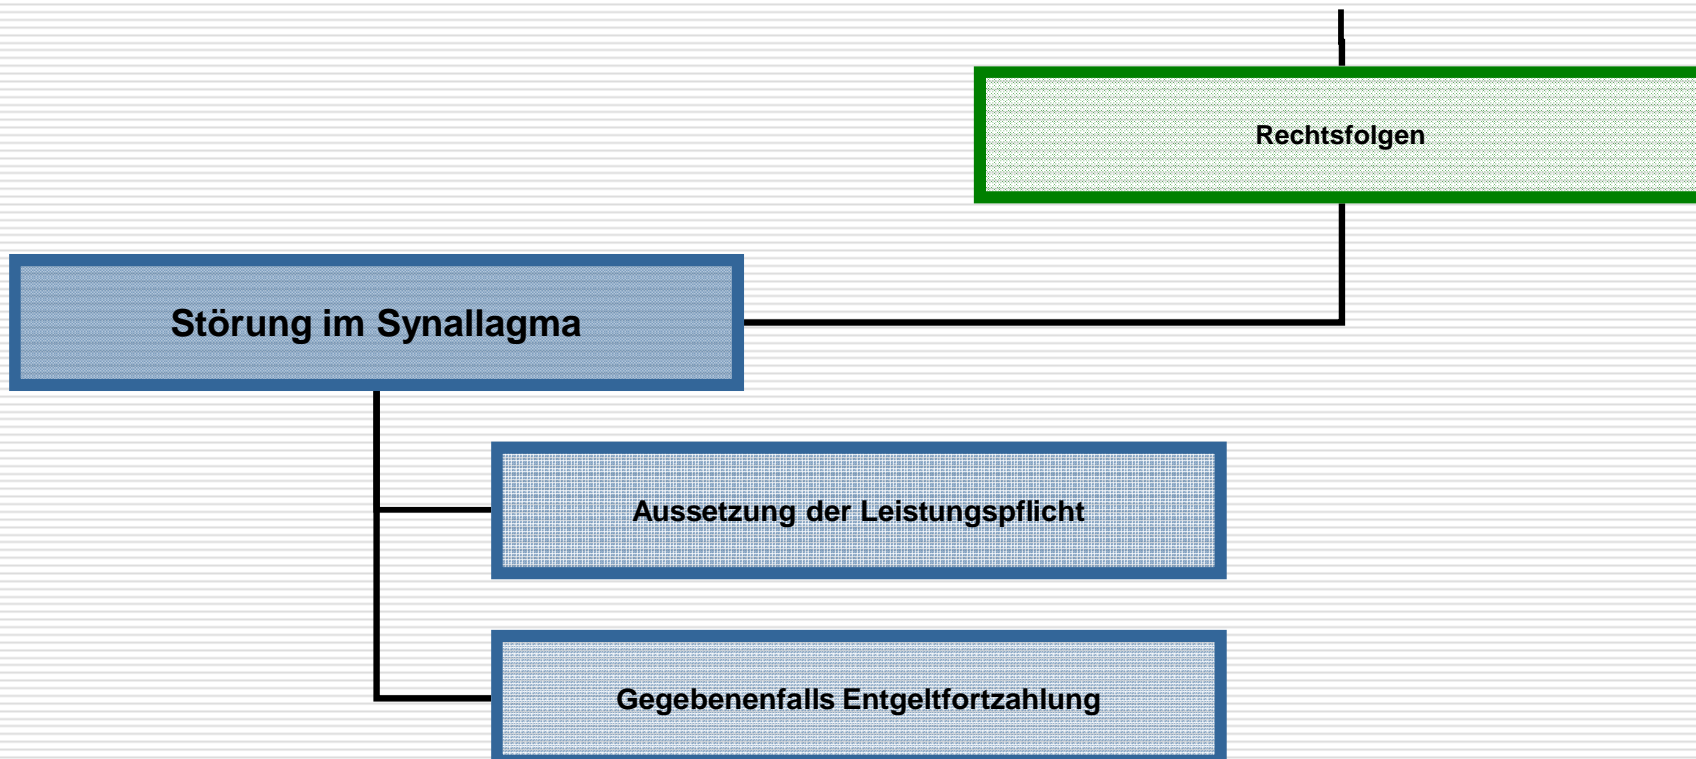 Rechtsfolgen
Störung im Synallagma
Aussetzung der Leistungspflicht
Gegebenenfalls Entgeltfortzahlung